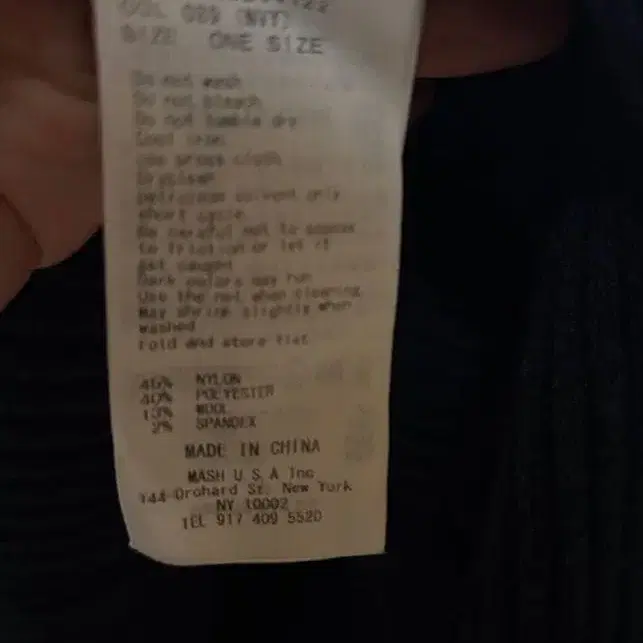 COL 029 (NVY)
SIZE ONE SIZE
Do not wash
Do not bleach
Do not tumble dry
Cool iron
Use press cloth
Dryclean
petroleum solvent only
short cycle
Be careful not to expose
to friction or let it
get caught
Dark colors may run
Use the net when cleaning
May shrink slightly when
washed
Fold and store flat
NYLON
40% POLYESTER
13% WOOL
2% SPANDEX
MADE IN CHINA
MASH U S A Inc
144 Orchard St. New York
NY 10002
TEL 917 409 5520